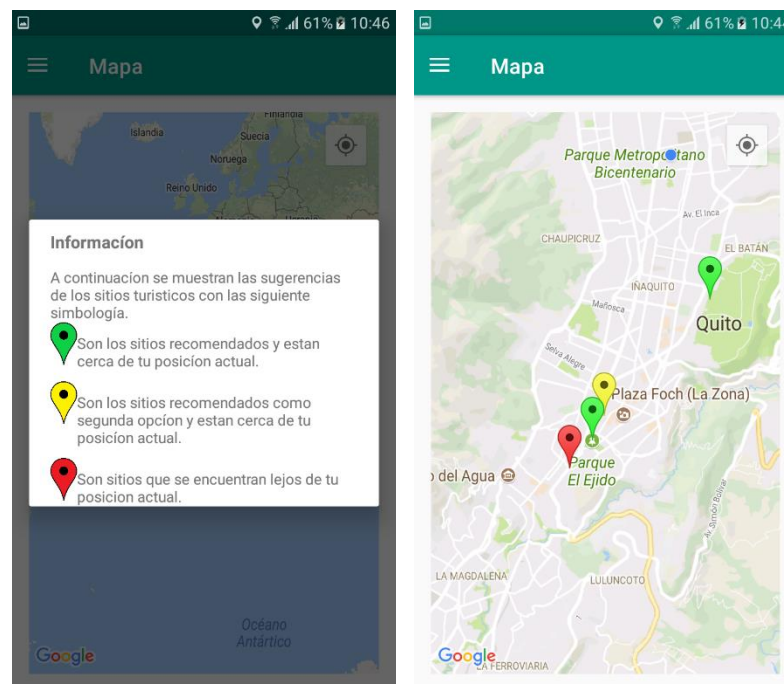 61% 10:46
Mapa
Finlandia
Islandia
Suecia
Noruega
Reino Unido
Informacíon
A continuacíon se muestran las sugerencias
de los sitios turisticos con las siguiente
simbología.
Son los sitios recomendados y estan
cerca de tu posicíon actual.
Son los sitios recomendados como
segunda opcíon y estan cerca de tu
posicíon actual.
Son sitios que se encuentran lejos de tu
posicion actual.
Océano
Antártico
Google
61% 10:44
Mapa
Parque Metropolitano
Bicentenario
Av. El Inca
CHAUPICRUZ
EL BATÁN
IÑAQUITO
Mañosca
Quito
Selva Alegre
Plaza Foch (La Zona)
Parque
El Ejido
o del Agua
Av. Simón Bolívar
LA MAGDALENA
LULUNCOTO
Google
LA FERROVIARIA